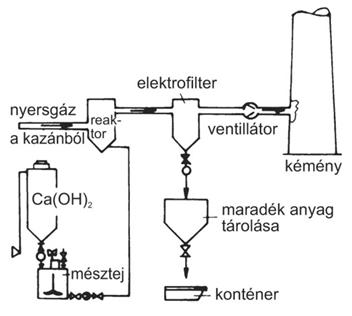 elektrofilter
nyersgáz
a kazánból
reak-
tor
ventillátor
kémény
Ca(OH)₂
maradék anyag
tárolása
mésztej
konténer